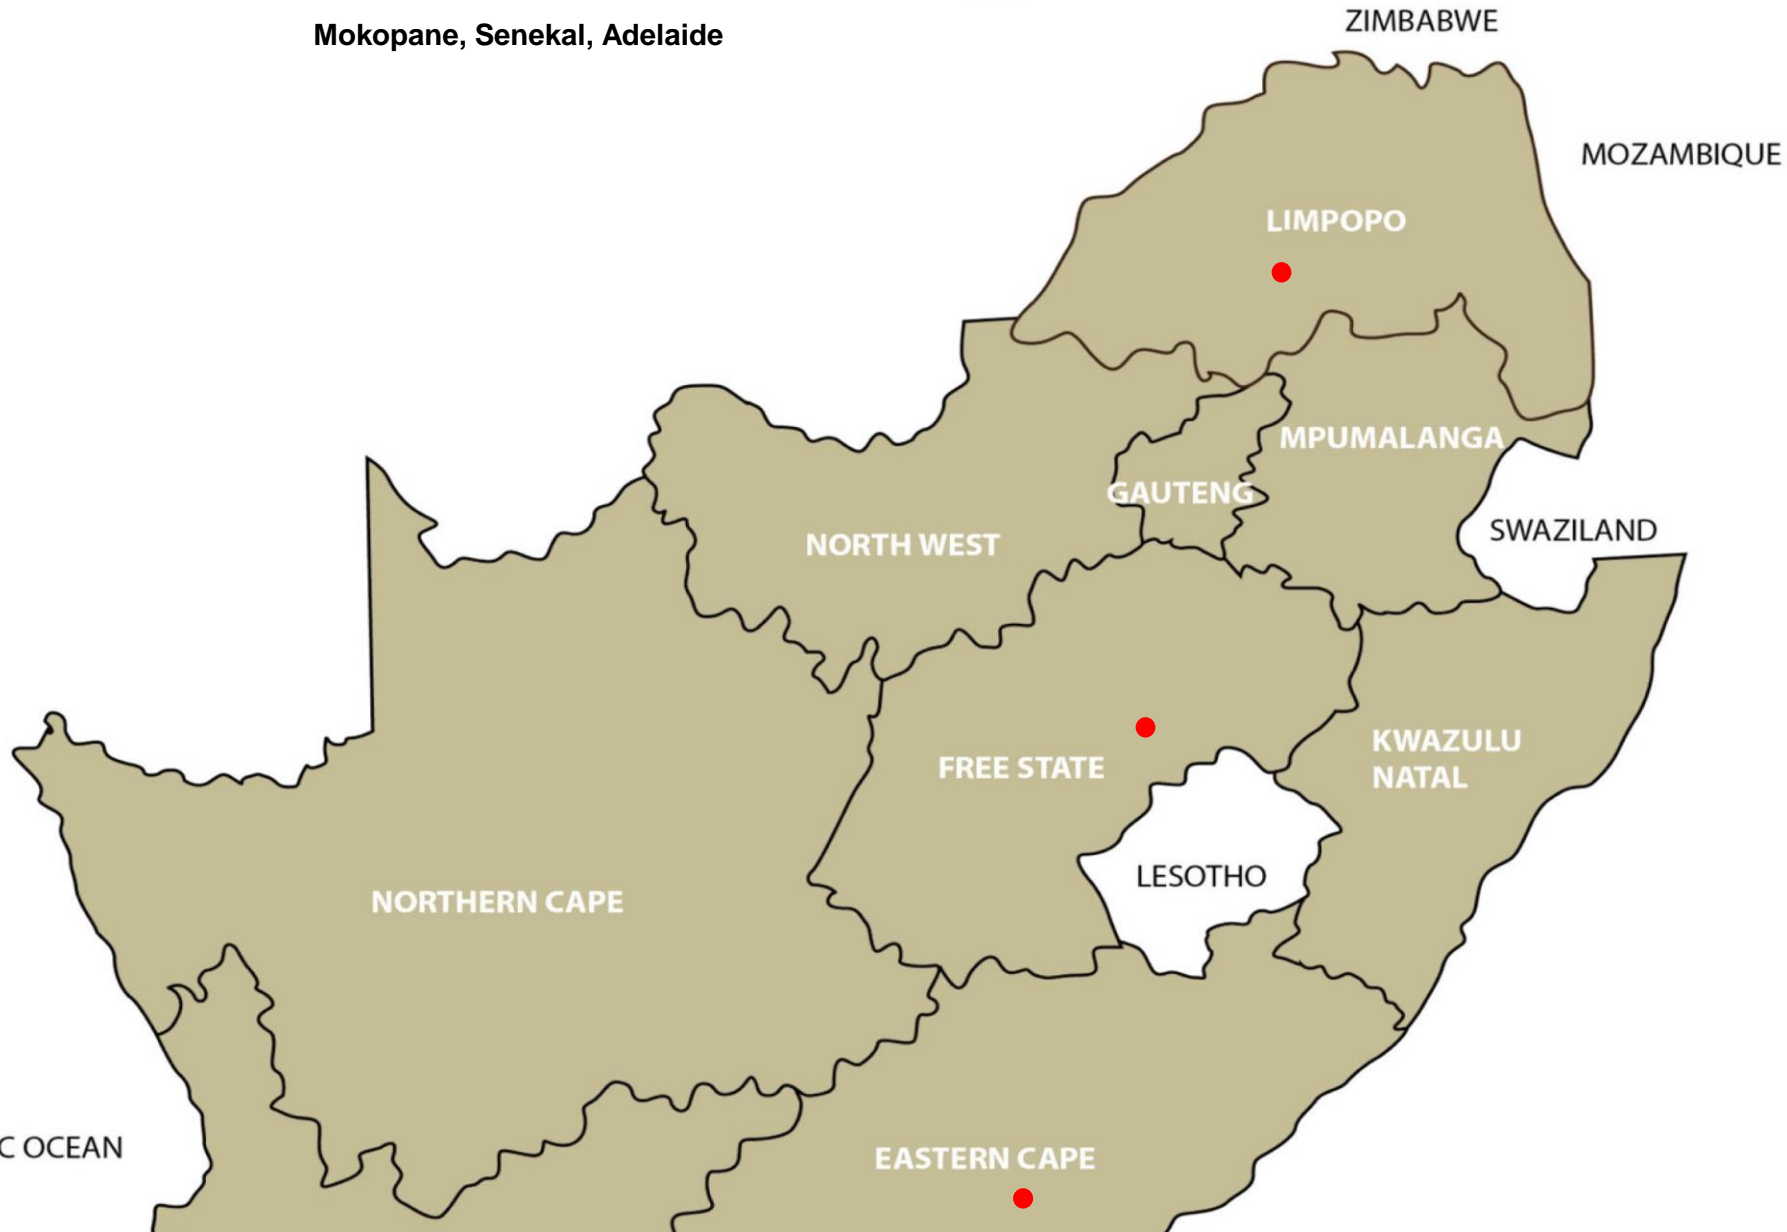 ZIMBABWE
Mokopane, Senekal, Adelaide
MOZAMBIQUE
LIMPOPO
MPUMALANGA
GAUTENG
SWAZILAND
NORTH WEST
KWAZULU
NATAL
FREE STATE
LESOTHO
NORTHERN CAPE
C OCEAN
EASTERN CAPE